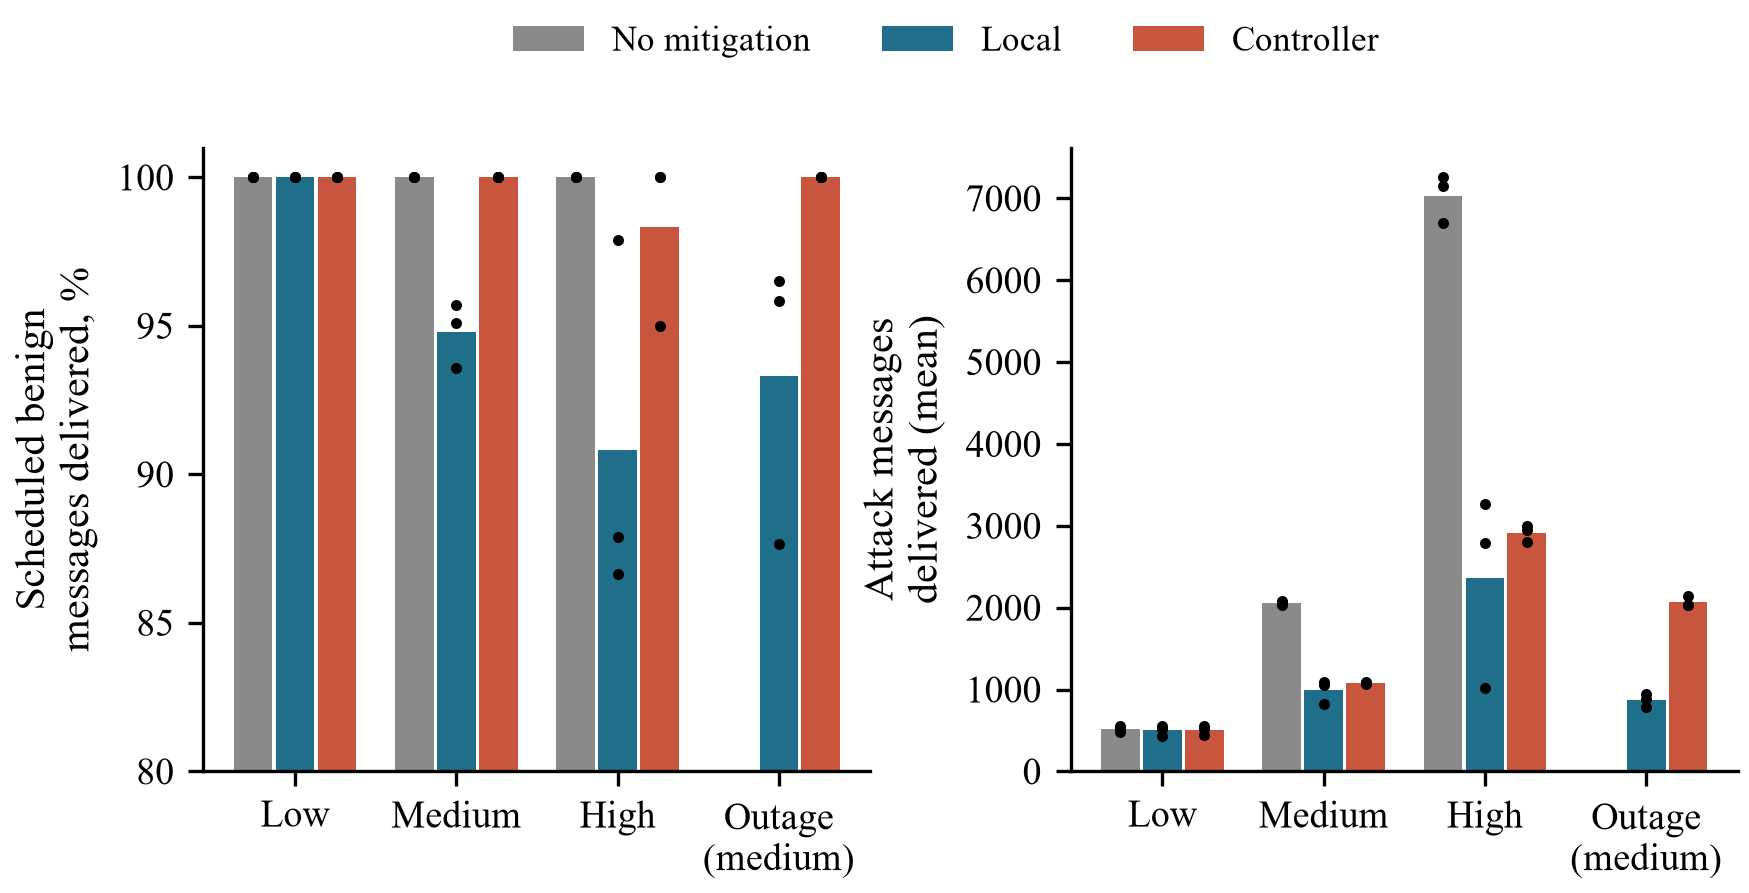 No mitigation Local Controller
Scheduled benign
messages delivered, %
100
95
90
85
80
Low Medium High Outage
(medium)
Attack messages
delivered (mean)
7000
6000
5000
4000
3000
2000
1000
0
Low Medium High Outage
(medium)